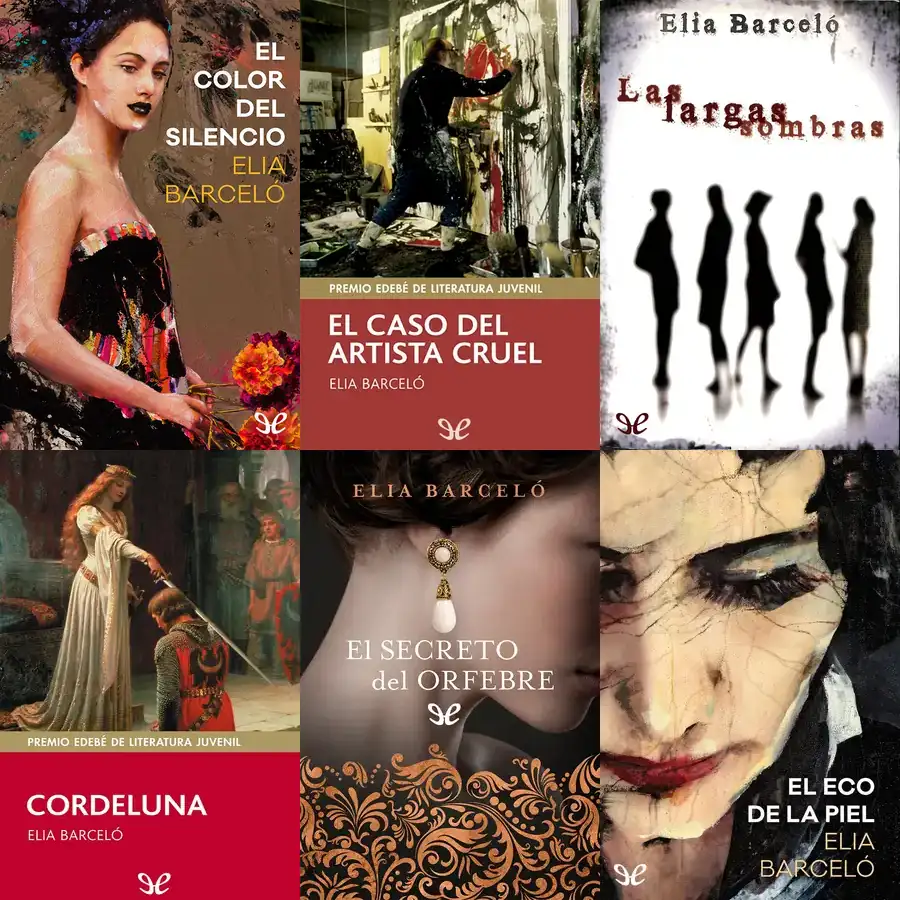 EL
COLOR
DEL
SILENCIO
ELIA
BARCELÓ
PREMIO EDEBÉ DE LITERATURA JUVENIL
EL CASO DEL
ARTISTA CRUEL
ELIA BARCELÓ
Elia Barceló
Las
largas
sombras
PREMIO EDEBÉ DE LITERATURA JUVENIL
CORDELUNA
ELIA BARCELÓ
ELIA BARCELÓ
El SECRETO
del ORFEBRE
EL ECO
DE LA PIEL
ELIA
BARCELÓ